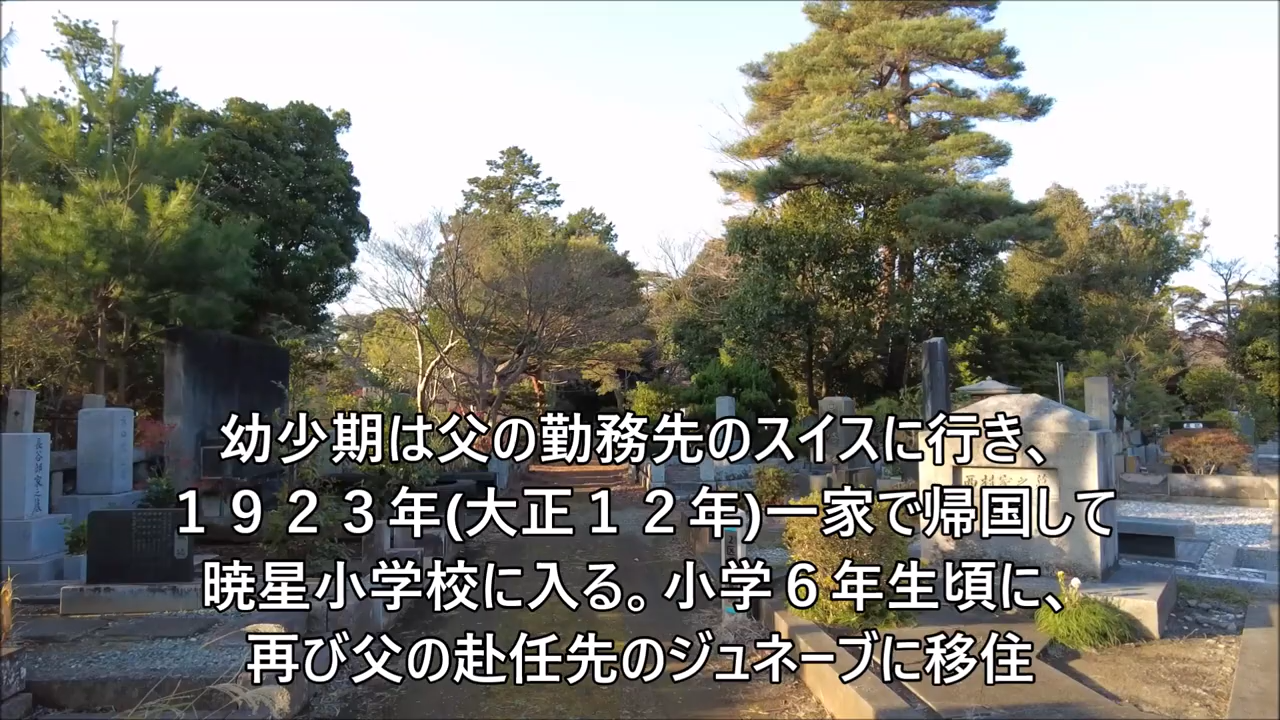 幼少期は父の勤務先のスイスに行き、
１９２３年(大正１２年)一家で帰国して
暁星小学校に入る。小学６年生頃に、
再び父の赴任先のジュネーブに移住